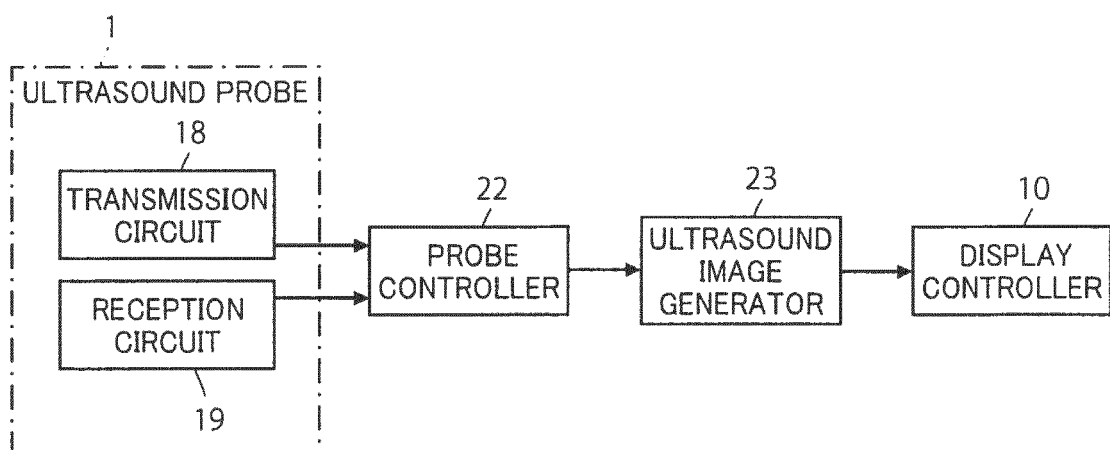 1
ULTRASOUND PROBE
18
TRANSMISSION
CIRCUIT
RECEPTION
CIRCUIT
19
22
PROBE
CONTROLLER
23
ULTRASOUND
IMAGE
GENERATOR
10
DISPLAY
CONTROLLER